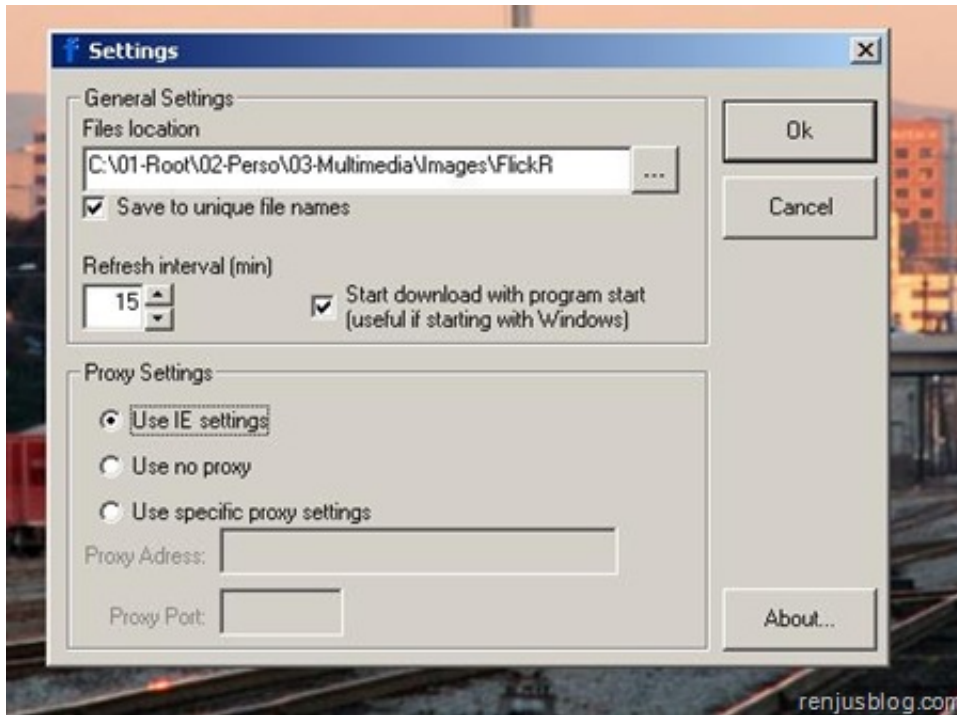 Settings
General Settings
Files location
C:\01-Root\02-Perso\03-Multimedia\Images\FlickR
...
Save to unique file names
Refresh interval (min)
15
Start download with program start
(useful if starting with Windows)
Proxy Settings
Use IE settings
Use no proxy
Use specific proxy settings
Proxy Adress:
Proxy Port:
Ok
Cancel
About...
renjusblog.com